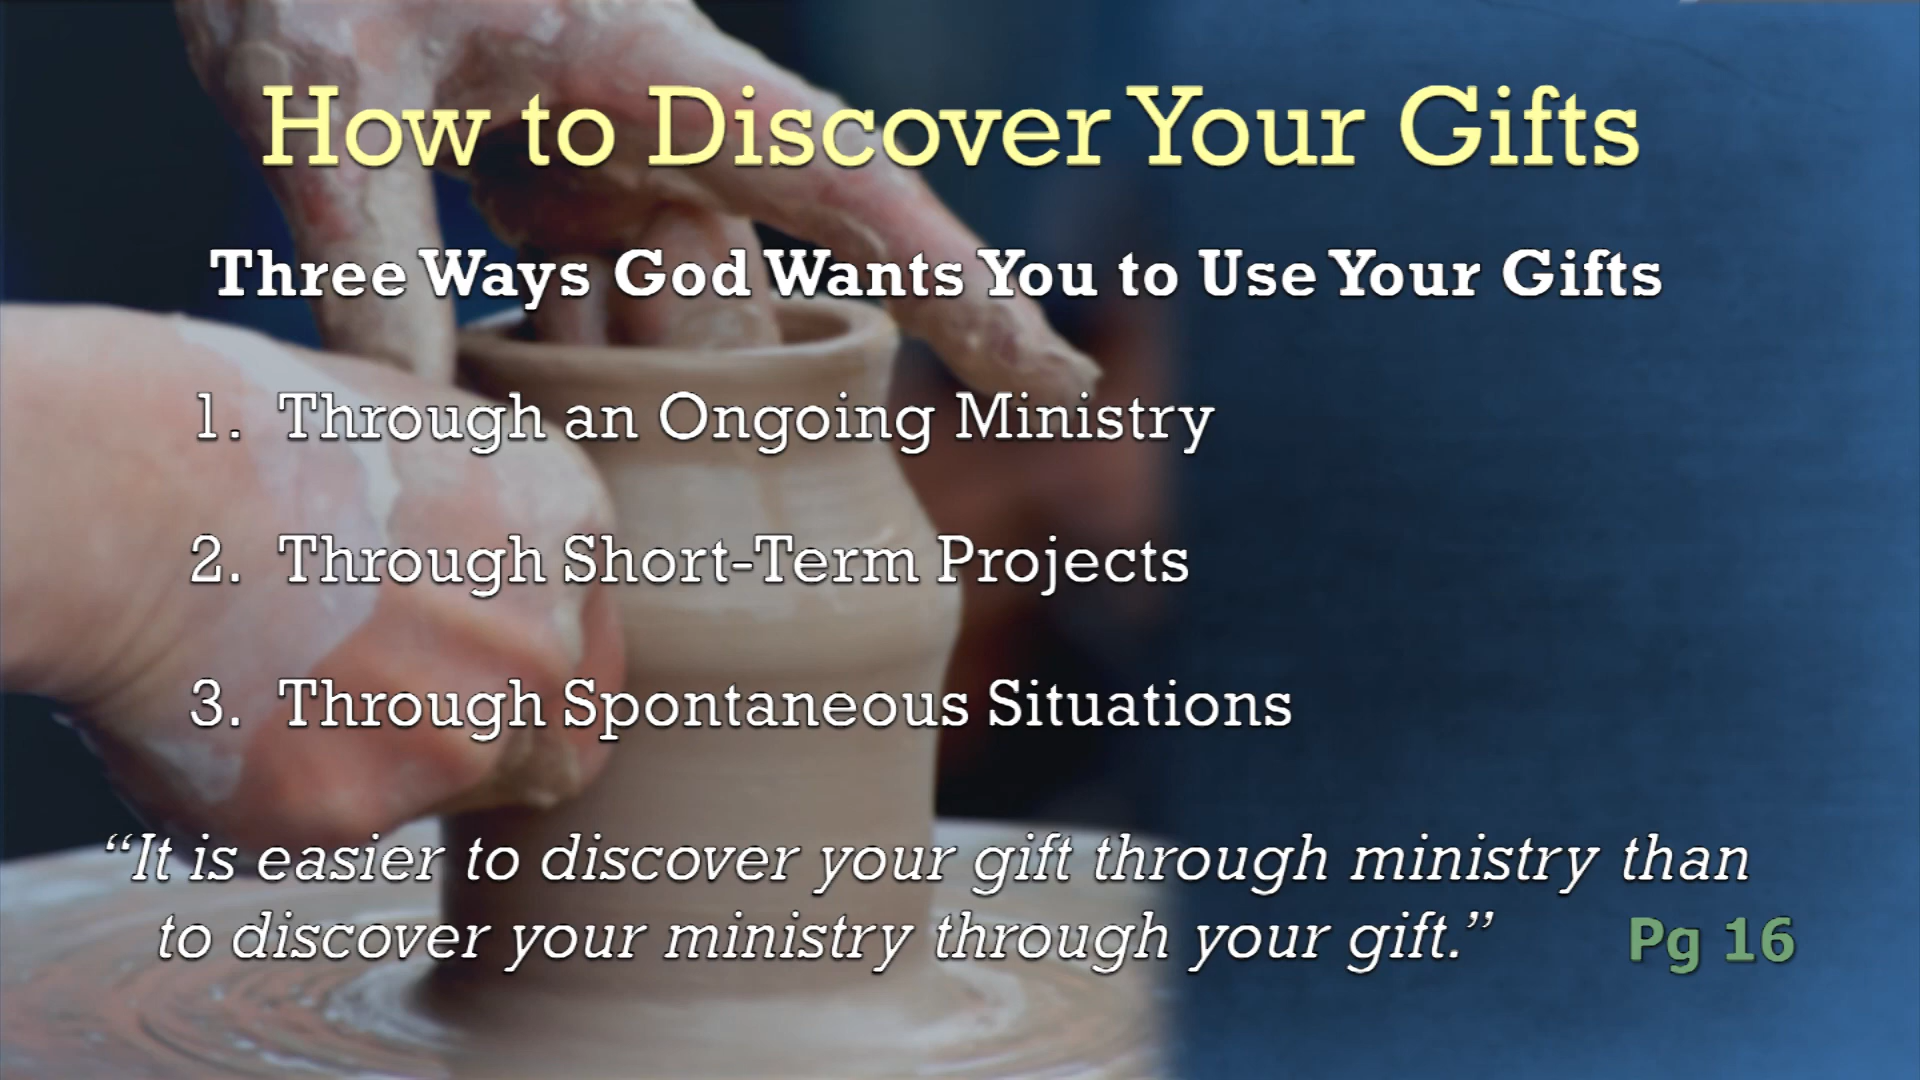 How to Discover Your Gifts
Three Ways God Wants You to Use Your Gifts
1. Through an Ongoing Ministry
2. Through Short-Term Projects
3. Through Spontaneous Situations
“It is easier to discover your gift through ministry than
to discover your ministry through your gift.” Pg 16